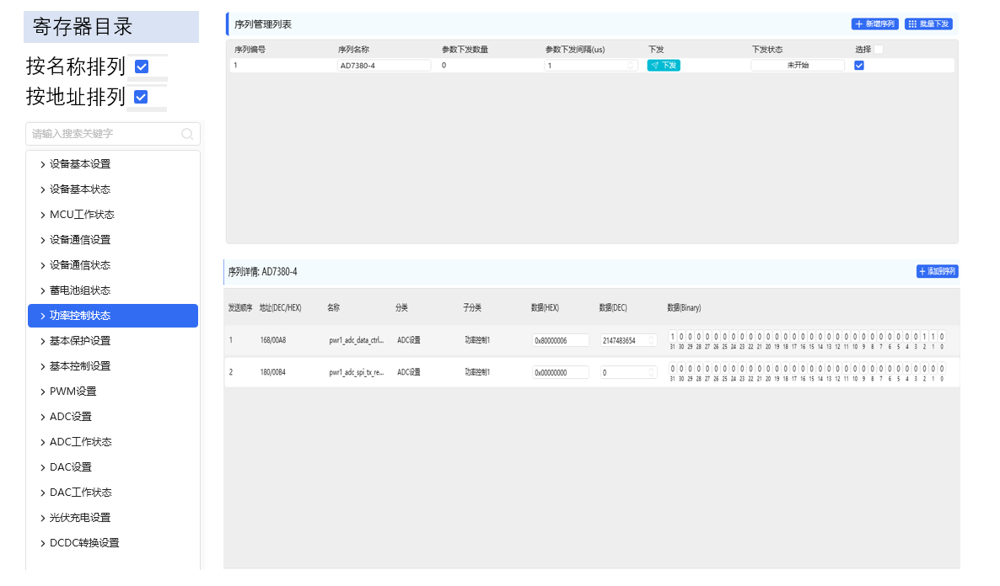 寄存器目录
按名称排列
按地址排列
请输入搜索关键字
设备基本设置
设备基本状态
MCU工作状态
设备通信设置
设备通信状态
蓄电池组状态
功率控制状态
基本保护设置
基本控制设置
PWM设置
ADC设置
ADC工作状态
DAC设置
DAC工作状态
光伏充电设置
DCDC转换设置
序列管理列表 新增序列 批量下发
序列编号 序列名称 参数下发数量 参数下发间隔(us) 下发 下发状态 选择
1 AD7380-4 0 1 下发 未开始
序列详情: AD7380-4 添加到序列
发送顺序 地址(DEC/HEX) 名称 分类 子分类 数据(HEX) 数据(DEC) 数据(Binary)
1 168/00A8 pwr1_adc_data_ctrl... ADC设置 功率控制1 0x80000006 2147483654 1 0 0 0 0 0 0 0 0 0 0 0 0 0 0 0 0 0 0 0 0 0 0 0 0 0 0 0 0 1 1 0
31 30 29 28 27 26 25 24 23 22 21 20 19 18 17 16 15 14 13 12 11 10 9 8 7 6 5 4 3 2 1 0
2 180/00B4 pwr1_adc_spi_tx_re... ADC设置 功率控制1 0x00000000 0 0 0 0 0 0 0 0 0 0 0 0 0 0 0 0 0 0 0 0 0 0 0 0 0 0 0 0 0 0 0 0 0
31 30 29 28 27 26 25 24 23 22 21 20 19 18 17 16 15 14 13 12 11 10 9 8 7 6 5 4 3 2 1 0